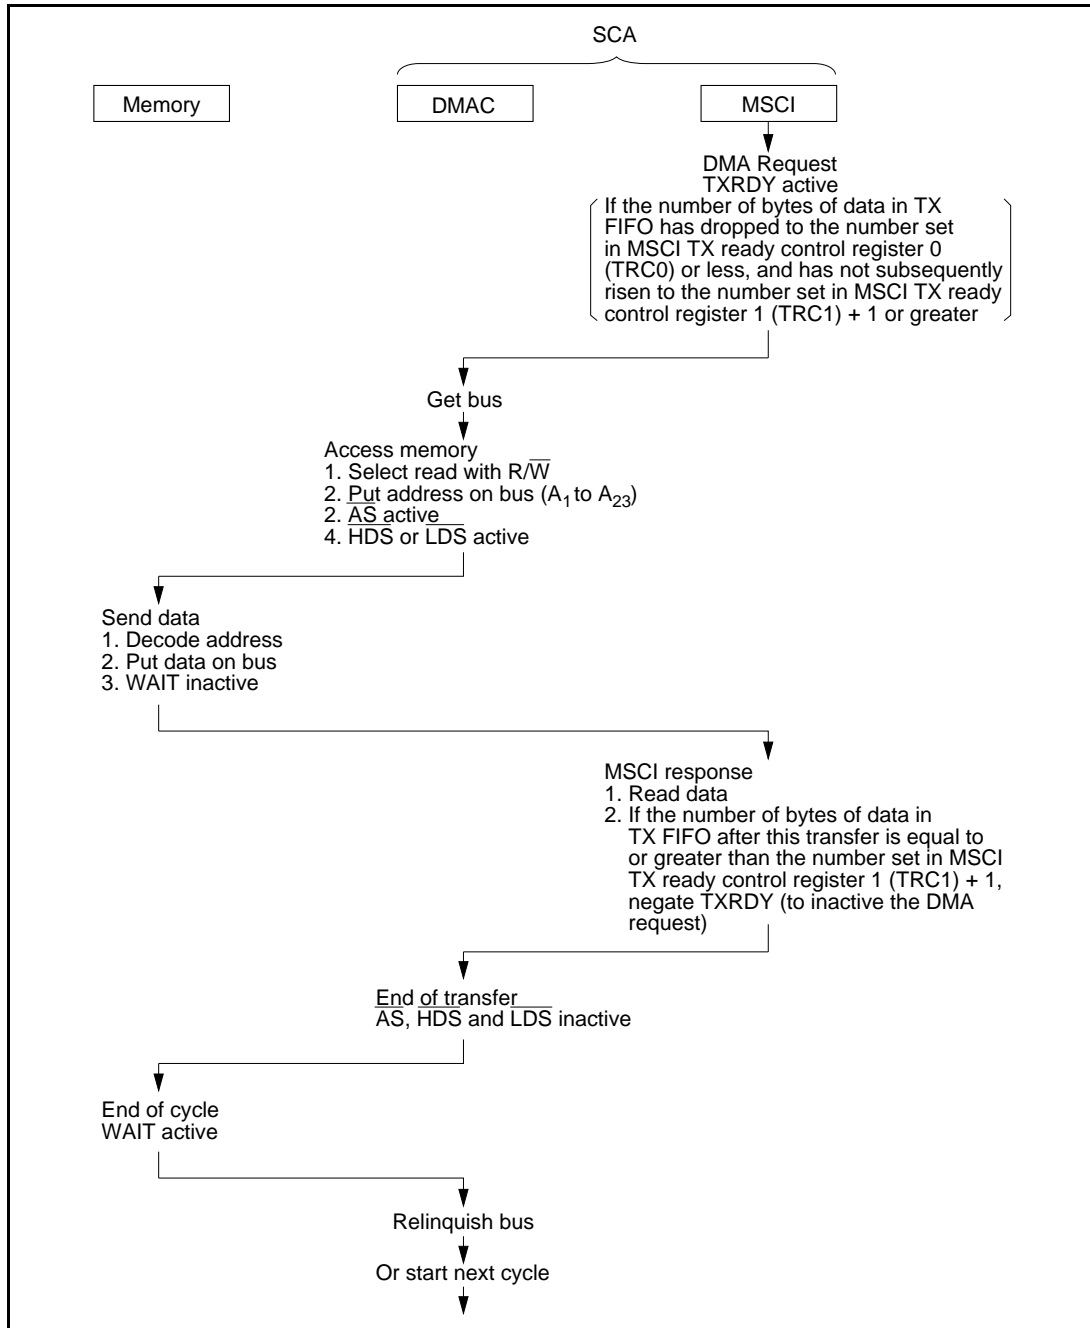 SCA
Memory
DMAC
MSCI
DMA Request
TXRDY active
If the number of bytes of data in TX
FIFO has dropped to the number set
in MSCI TX ready control register 0
(TRC0) or less, and has not subsequently
risen to the number set in MSCI TX ready
control register 1 (TRC1) + 1 or greater
Get bus
Access memory
1. Select read with R/W̅
2. Put address on bus (A₁ to A₂₃)
2. A̅S̅ active
4. H̅D̅S̅ or L̅D̅S̅ active
Send data
1. Decode address
2. Put data on bus
3. WAIT inactive
MSCI response
1. Read data
2. If the number of bytes of data in
TX FIFO after this transfer is equal to
or greater than the number set in MSCI
TX ready control register 1 (TRC1) + 1,
negate TXRDY (to inactive the DMA
request)
End of transfer
A̅S̅, H̅D̅S̅ and L̅D̅S̅ inactive
End of cycle
WAIT active
Relinquish bus
Or start next cycle